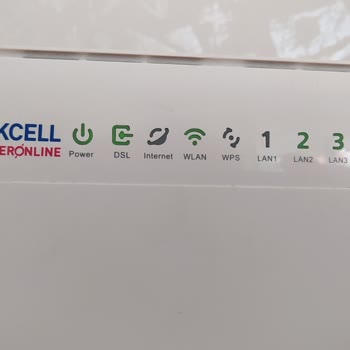 KCELL
ERONLINE
1 2 3
Power DSL Internet WLAN WPS LAN1 LAN2 LAN3